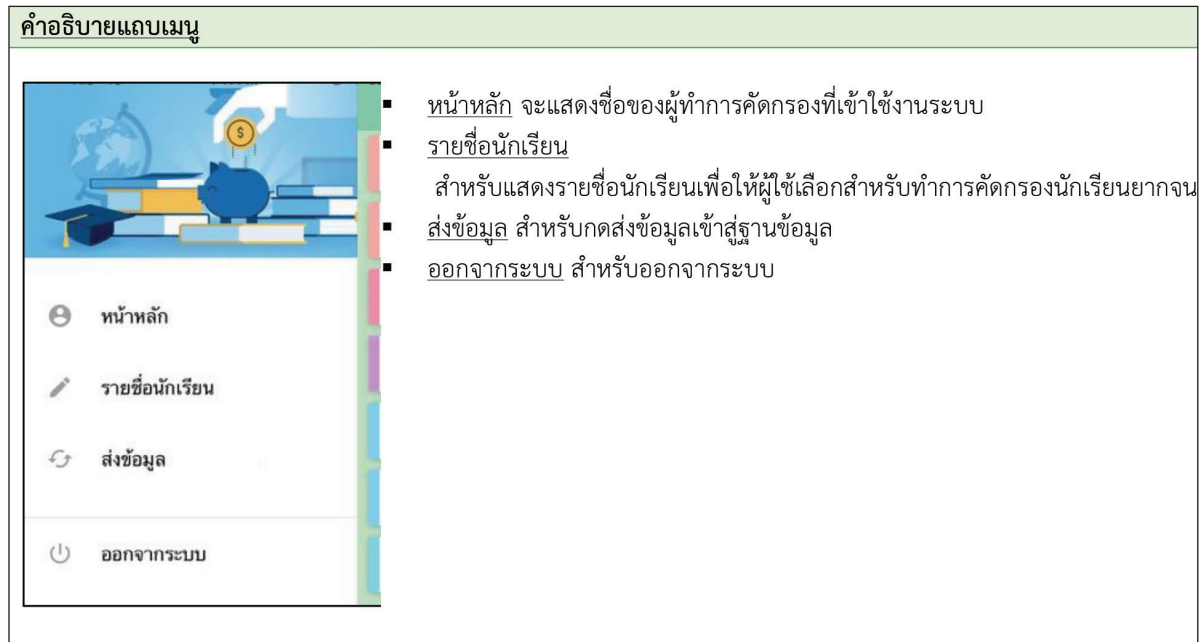 คำอธิบายแถบเมนู
$
หน้าหลัก
รายชื่อนักเรียน
ส่งข้อมูล
ออกจากระบบ
▪ หน้าหลัก จะแสดงชื่อของผู้ทำการคัดกรองที่เข้าใช้งานระบบ
▪ รายชื่อนักเรียน
สำหรับแสดงรายชื่อนักเรียนเพื่อให้ผู้ใช้เลือกสำหรับทำการคัดกรองนักเรียนยากจน
▪ ส่งข้อมูล สำหรับกดส่งข้อมูลเข้าสู่ฐานข้อมูล
▪ ออกจากระบบ สำหรับออกจากระบบ